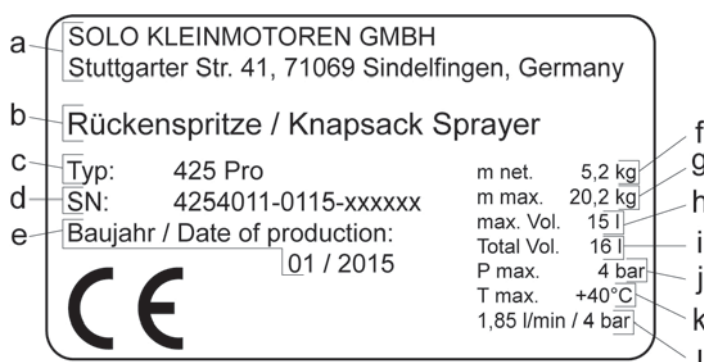 a
SOLO KLEINMOTOREN GMBH
Stuttgarter Str. 41, 71069 Sindelfingen, Germany
b
Rückenspritze / Knapsack Sprayer
c
Typ: 425 Pro
d
SN: 4254011-0115-xxxxxx
e
Baujahr / Date of production:
01 / 2015
CE
m net. 5,2 kg
f
m max. 20,2 kg
g
max. Vol. 15 l
h
Total Vol. 16 l
i
P max. 4 bar
j
T max. +40°C
k
1,85 l/min / 4 bar
l